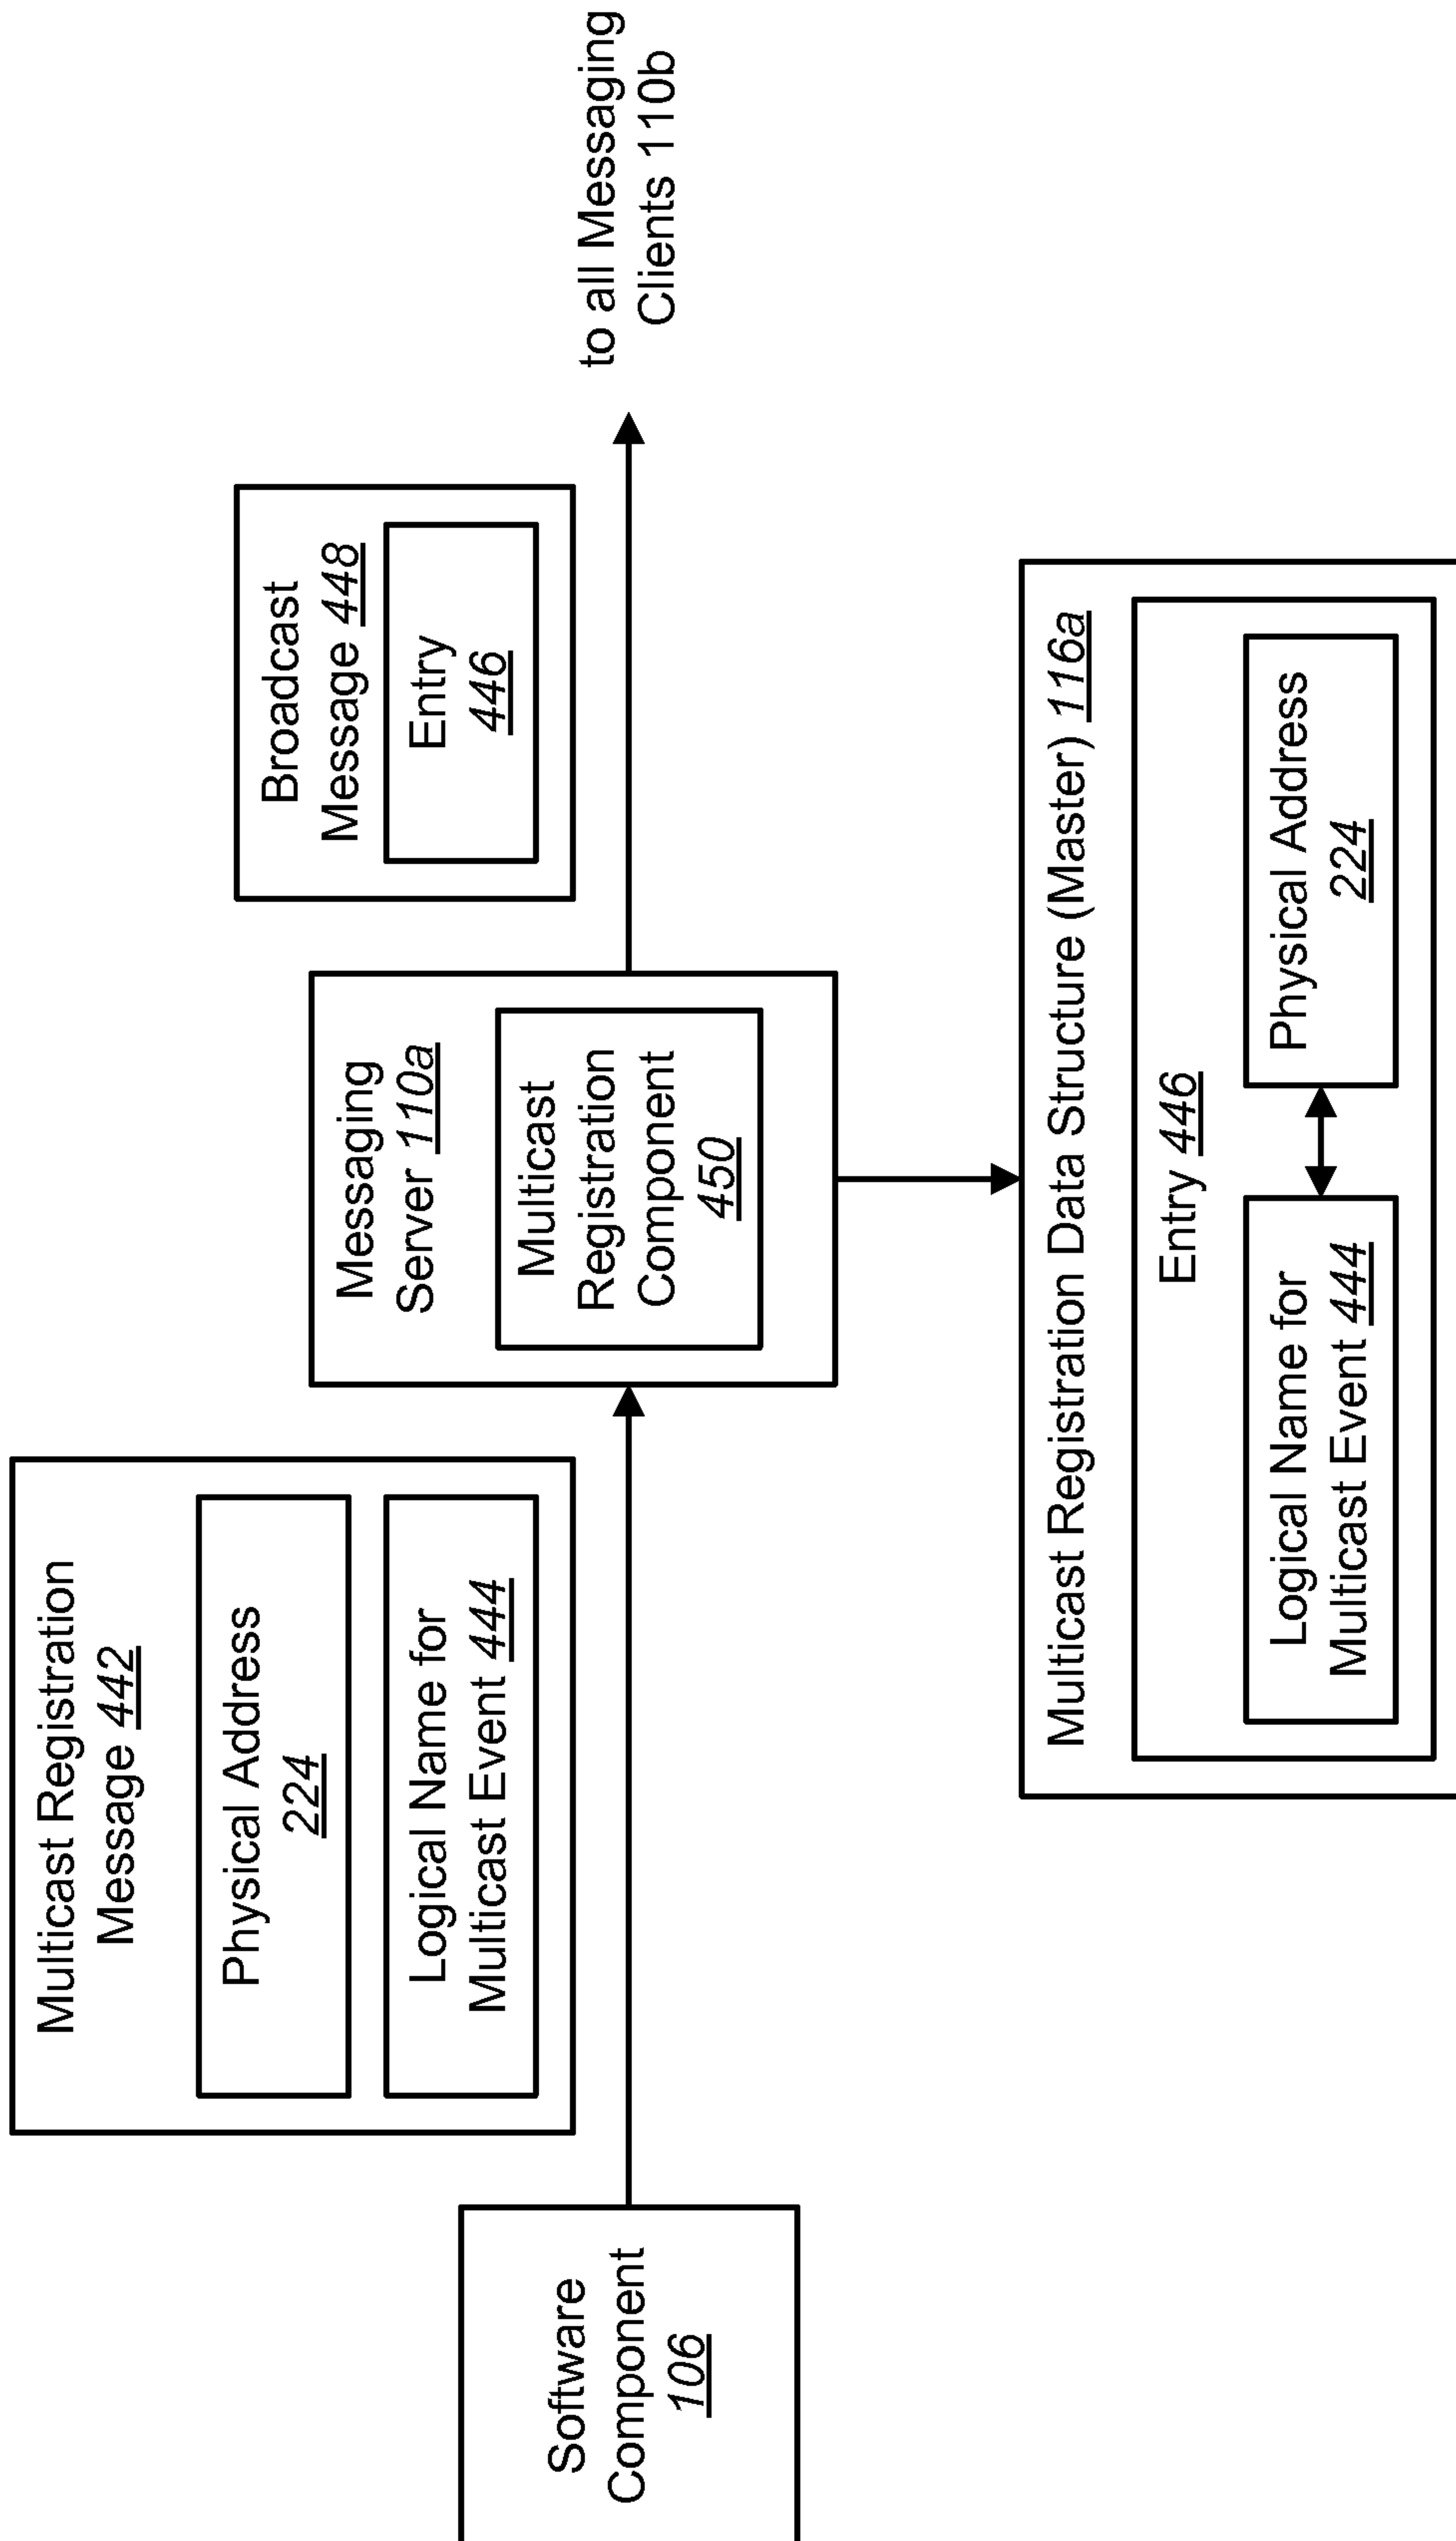 Multicast Registration
Message 442
Physical Address
224
Logical Name for
Multicast Event 444
Software
Component
106
Messaging
Server 110a
Multicast
Registration
Component
450
Broadcast
Message 448
Entry
446
to all Messaging
Clients 110b
Multicast Registration Data Structure (Master) 116a
Entry 446
Logical Name for
Multicast Event 444
Physical Address
224